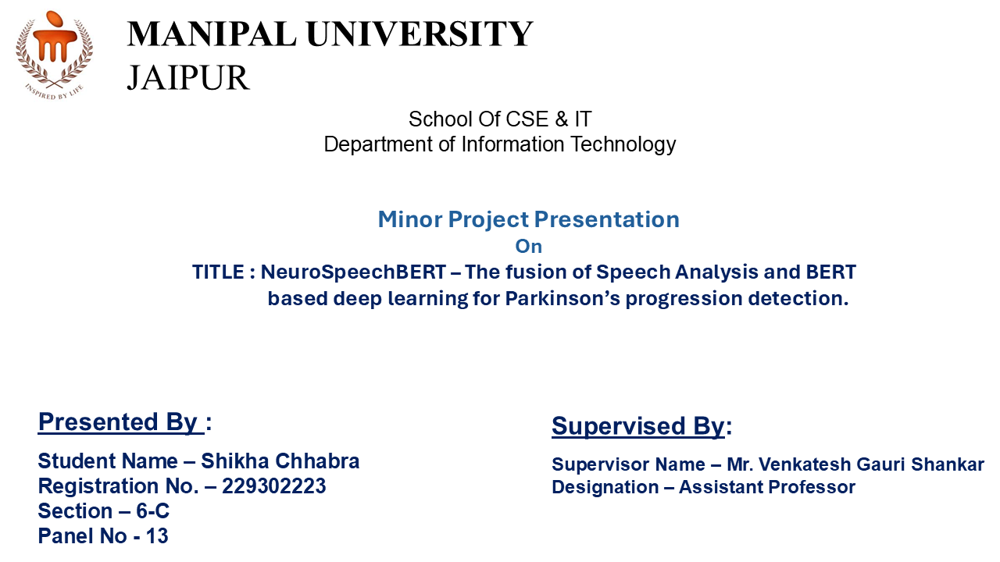 INSPIRED BY LIFE
MANIPAL UNIVERSITY
JAIPUR
School Of CSE & IT
Department of Information Technology
Minor Project Presentation
On
TITLE : NeuroSpeechBERT – The fusion of Speech Analysis and BERT
based deep learning for Parkinson’s progression detection.
Presented By :
Student Name – Shikha Chhabra
Registration No. – 229302223
Section – 6-C
Panel No - 13
Supervised By:
Supervisor Name – Mr. Venkatesh Gauri Shankar
Designation – Assistant Professor